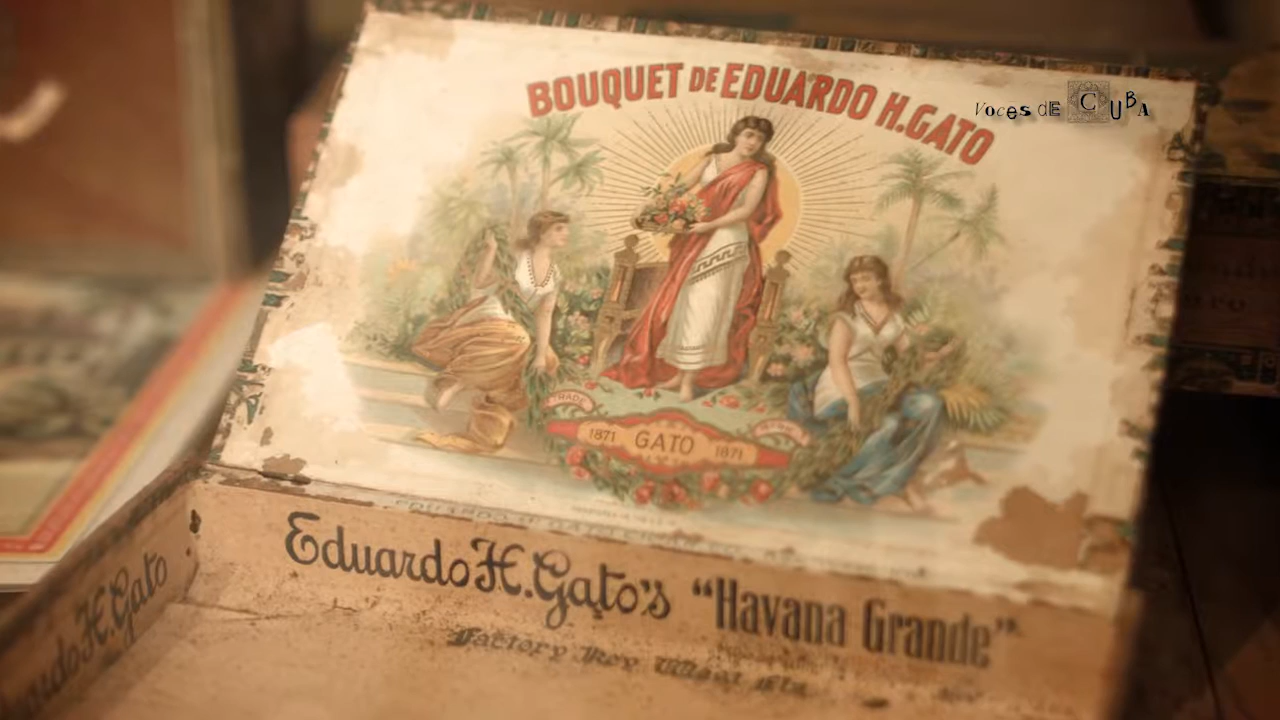 BOUQUET DE EDUARDO H. GATO
Voces de CUBA
TRADE
1871 GATO 1871
Eduardo H. Gato's "Havana Grande"
Factory Key West Fla
Eduardo H. Gato